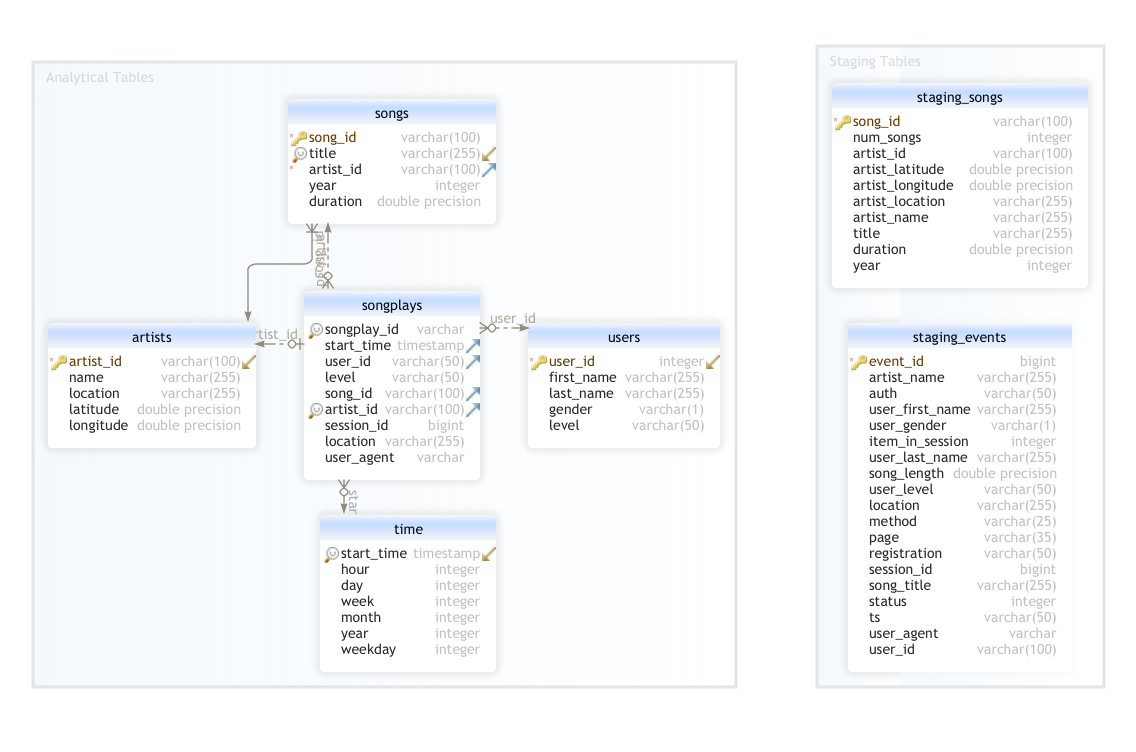 Analytical Tables
songs
song_id varchar(100)
title varchar(255)
artist_id varchar(100)
year integer
duration double precision
songplays
songplay_id varchar
start_time timestamp
user_id varchar(50)
level varchar(50)
song_id varchar(100)
artist_id varchar(100)
session_id bigint
location varchar(255)
user_agent varchar
artists
artist_id varchar(100)
name varchar(255)
location varchar(255)
latitude double precision
longitude double precision
tist_id
user_id
users
user_id integer
first_name varchar(255)
last_name varchar(255)
gender varchar(1)
level varchar(50)
star
time
start_time timestamp
hour integer
day integer
week integer
month integer
year integer
weekday integer
Staging Tables
staging_songs
song_id varchar(100)
num_songs integer
artist_id varchar(100)
artist_latitude double precision
artist_longitude double precision
artist_location varchar(255)
artist_name varchar(255)
title varchar(255)
duration double precision
year integer
staging_events
event_id bigint
artist_name varchar(255)
auth varchar(50)
user_first_name varchar(255)
user_gender varchar(1)
item_in_session integer
user_last_name varchar(255)
song_length double precision
user_level varchar(50)
location varchar(255)
method varchar(25)
page varchar(35)
registration varchar(50)
session_id bigint
song_title varchar(255)
status integer
ts varchar(50)
user_agent varchar
user_id varchar(100)